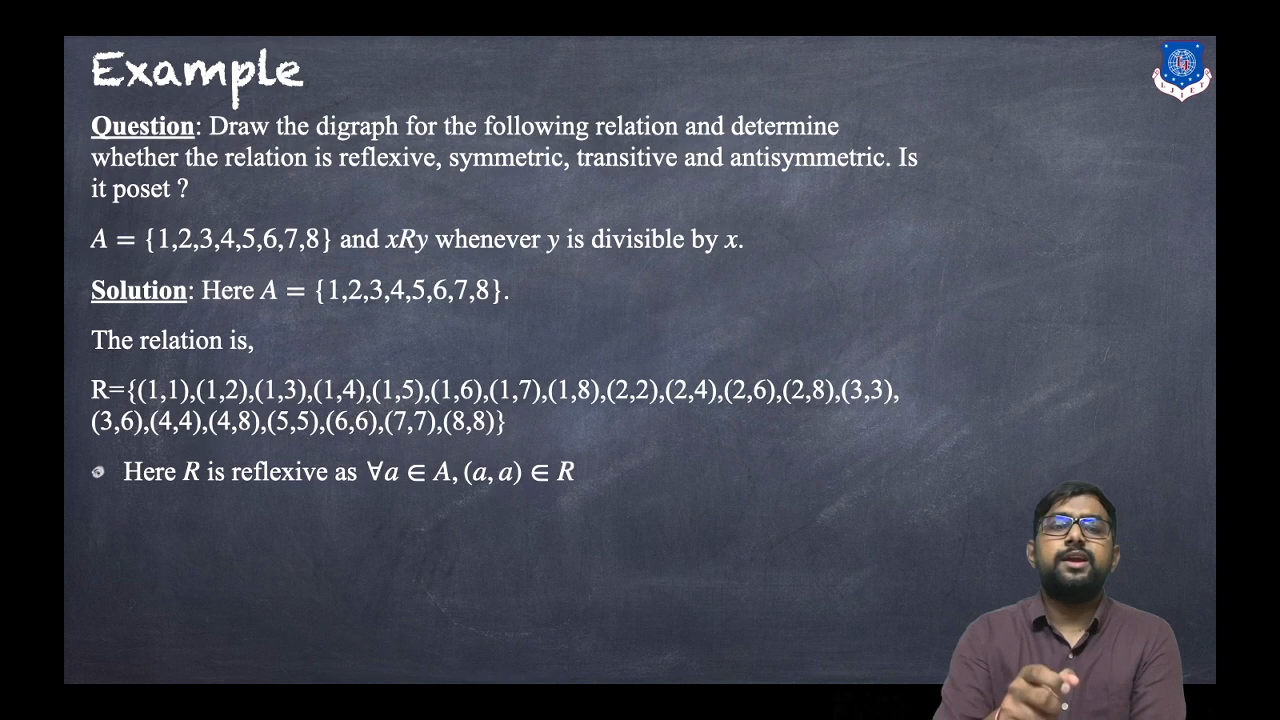 Example
Question: Draw the digraph for the following relation and determine
whether the relation is reflexive, symmetric, transitive and antisymmetric. Is
it poset ?
A = {1,2,3,4,5,6,7,8} and xRy whenever y is divisible by x.
Solution: Here A = {1,2,3,4,5,6,7,8}.
The relation is,
R={(1,1),(1,2),(1,3),(1,4),(1,5),(1,6),(1,7),(1,8),(2,2),(2,4),(2,6),(2,8),(3,3),
(3,6),(4,4),(4,8),(5,5),(6,6),(7,7),(8,8)}
Here R is reflexive as ∀a ∈ A, (a, a) ∈ R